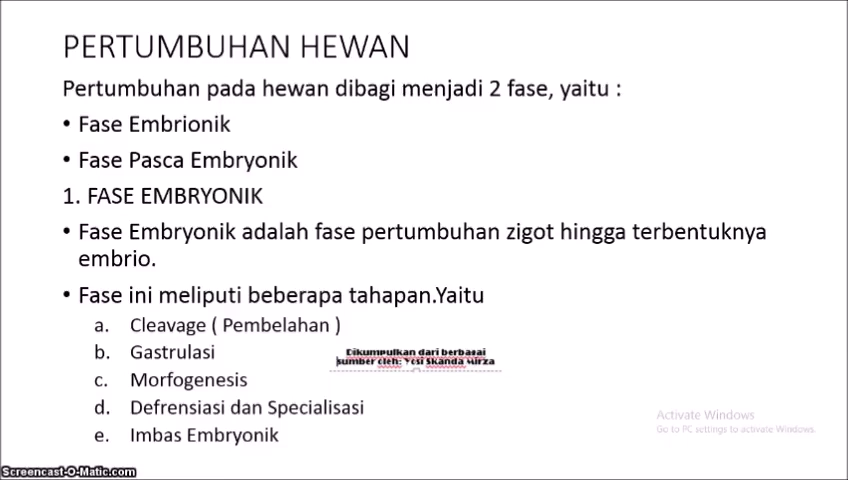 PERTUMBUHAN HEWAN
Pertumbuhan pada hewan dibagi menjadi 2 fase, yaitu :
• Fase Embrionik
• Fase Pasca Embryonik
1. FASE EMBRYONIK
• Fase Embryonik adalah fase pertumbuhan zigot hingga terbentuknya
embrio.
• Fase ini meliputi beberapa tahapan.Yaitu
a. Cleavage ( Pembelahan )
b. Gastrulasi
Dikumpulkan dari berbagai
sumber oleh: Yosi Skanda Mirza
c. Morfogenesis
d. Defrensiasi dan Specialisasi
e. Imbas Embryonik
Activate Windows
Go to PC settings to activate Windows.
Screencast-O-Matic.com